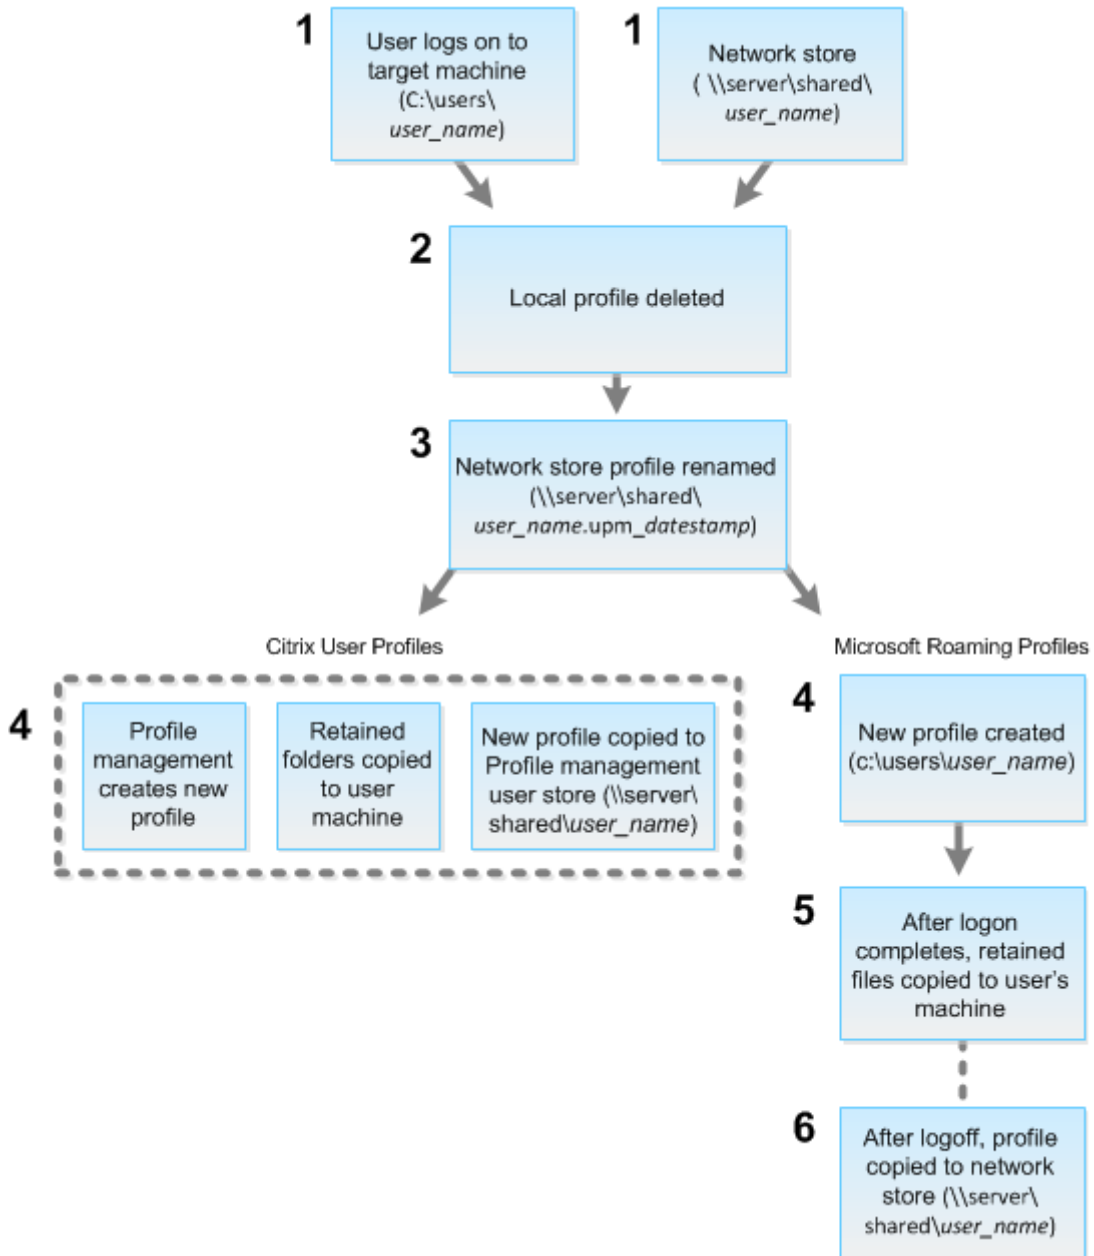 1
User logs on to
target machine
(C:\users\
user_name)
1
Network store
( \\server\shared\
user_name)
2
Local profile deleted
3
Network store profile renamed
(\\server\shared\
user_name.upm_datestamp)
Citrix User Profiles
4
Profile
management
creates new
profile
Retained
folders copied
to user
machine
New profile copied to
Profile management
user store (\\server\
shared\user_name)
Microsoft Roaming Profiles
4
New profile created
(c:\users\user_name)
5
After logon
completes, retained
files copied to user's
machine
6
After logoff, profile
copied to network
store (\\server\
shared\user_name)